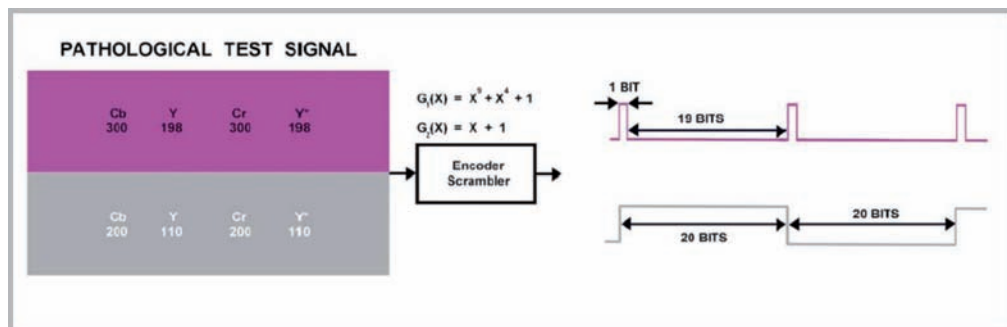 PATHOLOGICAL TEST SIGNAL
Cb Y Cr Y"
300 198 300 198
Cb Y Cr Y"
200 110 200 110
G₁(X) = X⁹ + X⁴ + 1
G₂(X) = X + 1
Encoder
Scrambler
1 BIT
19 BITS
20 BITS
20 BITS